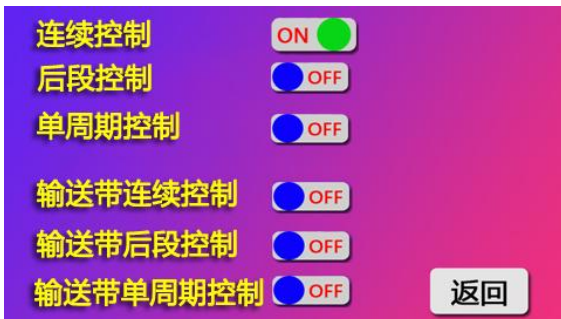 连续控制 ON
后段控制 OFF
单周期控制 OFF
输送带连续控制 OFF
输送带后段控制 OFF
输送带单周期控制 OFF
返回